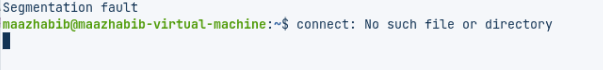 Segmentation fault
maazhabib@maazhabib-virtual-machine:~$ connect: No such file or directory